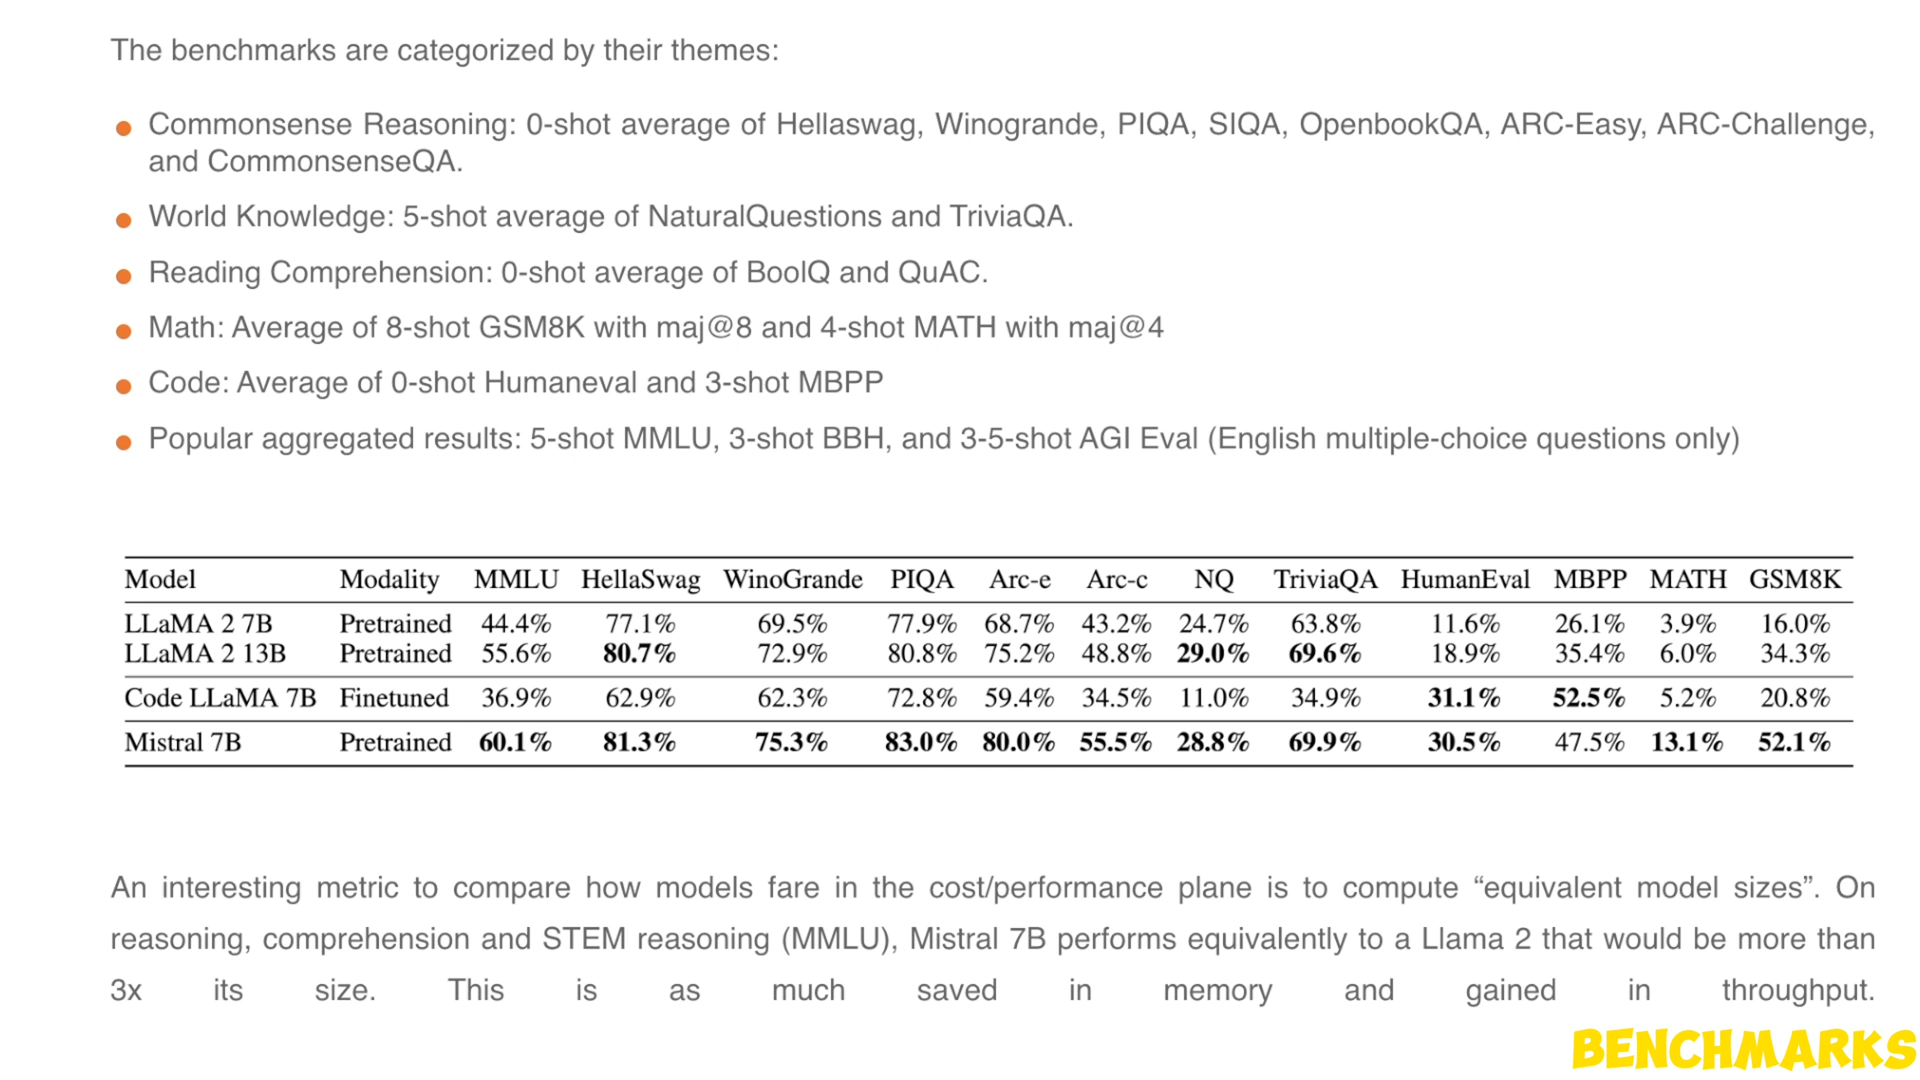 The benchmarks are categorized by their themes:
Commonsense Reasoning: 0-shot average of Hellaswag, Winogrande, PIQA, SIQA, OpenbookQA, ARC-Easy, ARC-Challenge,
and CommonsenseQA.
World Knowledge: 5-shot average of NaturalQuestions and TriviaQA.
Reading Comprehension: 0-shot average of BoolQ and QuAC.
Math: Average of 8-shot GSM8K with maj@8 and 4-shot MATH with maj@4
Code: Average of 0-shot Humaneval and 3-shot MBPP
Popular aggregated results: 5-shot MMLU, 3-shot BBH, and 3-5-shot AGI Eval (English multiple-choice questions only)
Model Modality MMLU HellaSwag WinoGrande PIQA Arc-e Arc-c NQ TriviaQA HumanEval MBPP MATH GSM8K
LLaMA 2 7B Pretrained 44.4% 77.1% 69.5% 77.9% 68.7% 43.2% 24.7% 63.8% 11.6% 26.1% 3.9% 16.0%
LLaMA 2 13B Pretrained 55.6% 80.7% 72.9% 80.8% 75.2% 48.8% 29.0% 69.6% 18.9% 35.4% 6.0% 34.3%
Code LLaMA 7B Finetuned 36.9% 62.9% 62.3% 72.8% 59.4% 34.5% 11.0% 34.9% 31.1% 52.5% 5.2% 20.8%
Mistral 7B Pretrained 60.1% 81.3% 75.3% 83.0% 80.0% 55.5% 28.8% 69.9% 30.5% 47.5% 13.1% 52.1%
An interesting metric to compare how models fare in the cost/performance plane is to compute “equivalent model sizes”. On
reasoning, comprehension and STEM reasoning (MMLU), Mistral 7B performs equivalently to a Llama 2 that would be more than
3x its size. This is as much saved in memory and gained in throughput.
BENCHMARKS